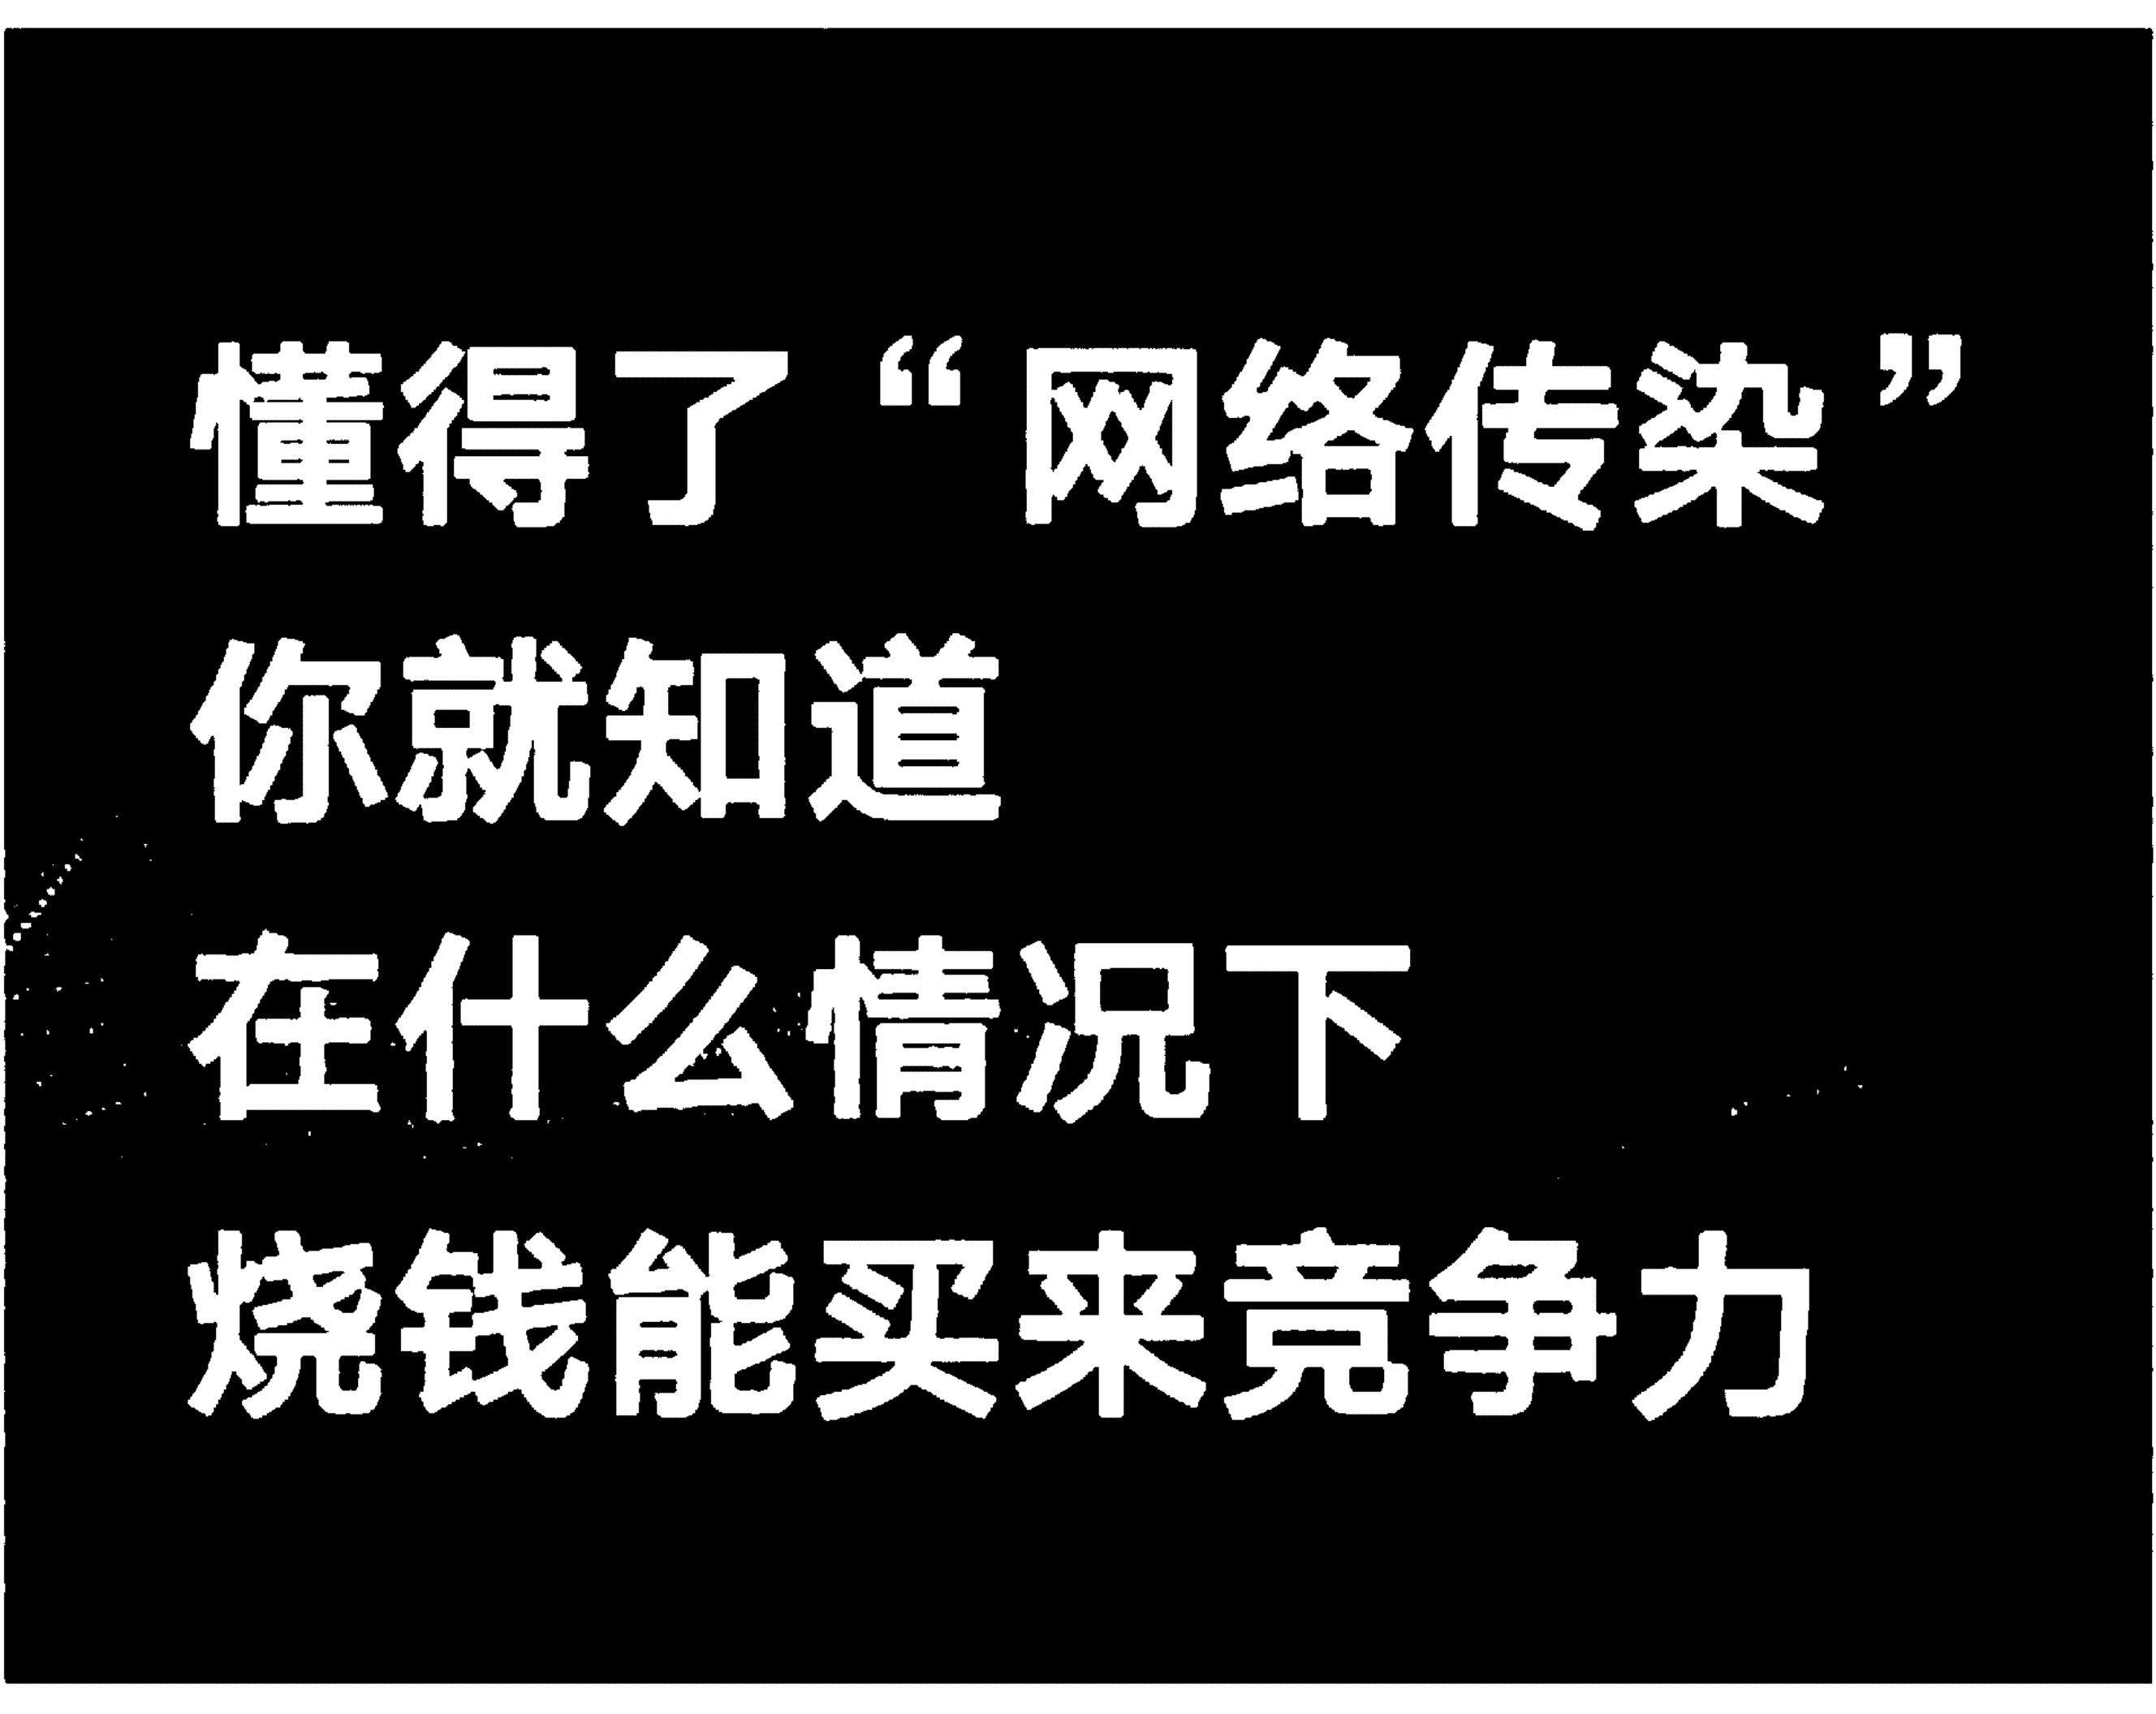 懂得了“网络传染”
你就知道
在什么情况下
烧钱能买来竞争力